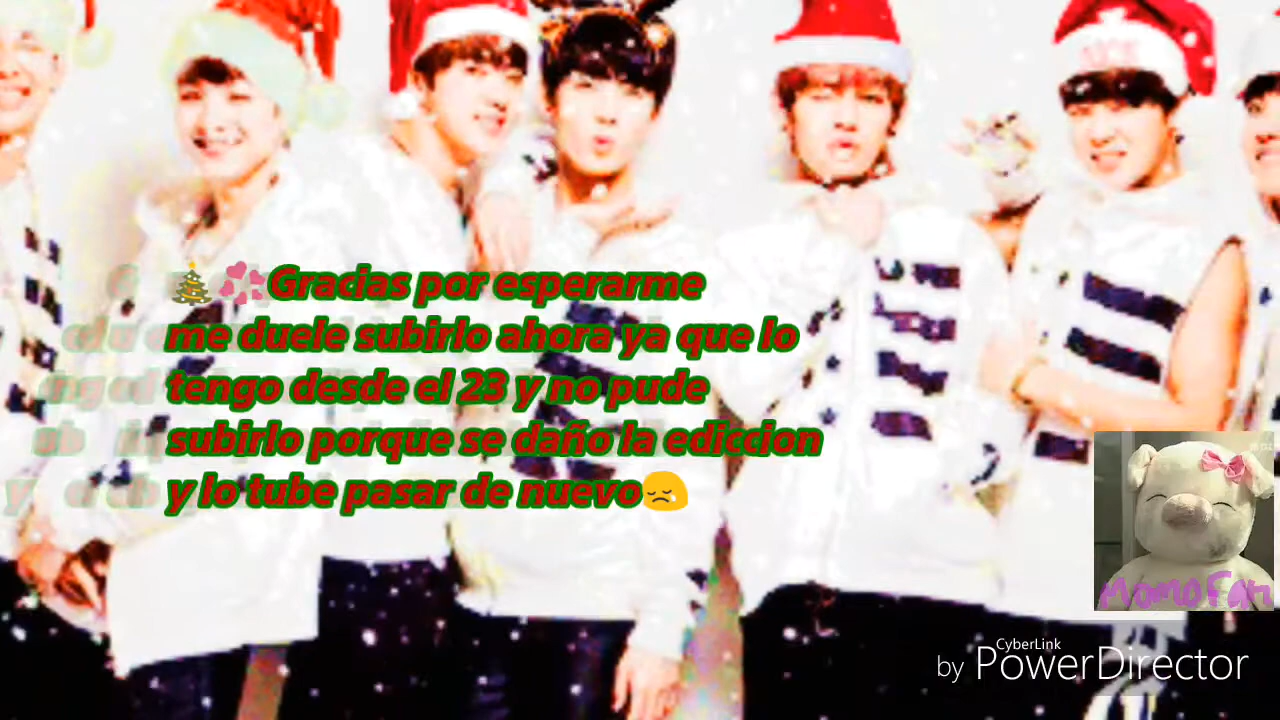 🎄💞Gracias por esperarme
me duele subirlo ahora ya que lo
tengo desde el 23 y no pude
subirlo porque se daño la ediccion
y lo tube pasar de nuevo😢
MomoFan
by CyberLink PowerDirector